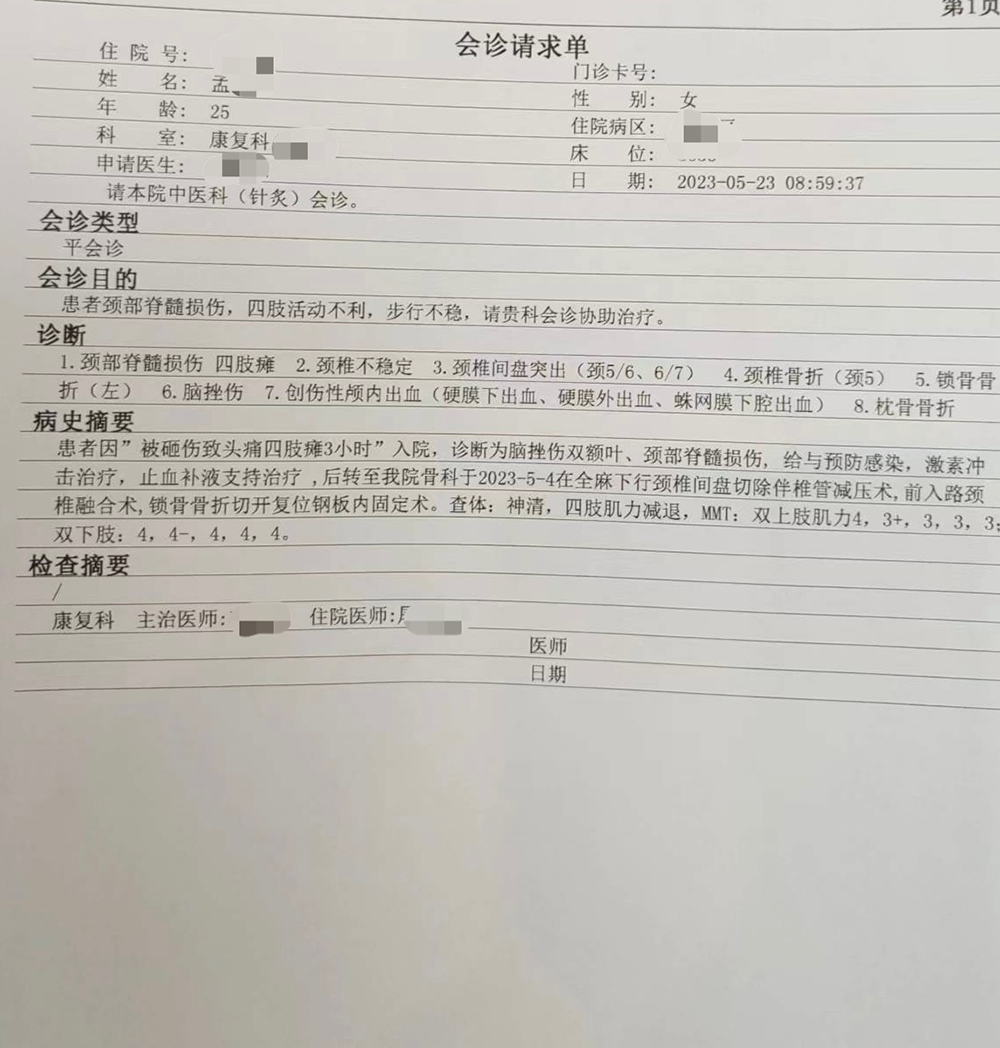 第1页
会诊请求单
住 院 号:
门诊卡号:
姓 名: 孟
性 别: 女
年 龄: 25
住院病区:
科 室: 康复科
床 位:
申请医生:
日 期: 2023-05-23 08:59:37
请本院中医科（针灸）会诊。
会诊类型
平会诊
会诊目的
患者颈部脊髓损伤，四肢活动不利，步行不稳，请贵科会诊协助治疗。
诊断
1.颈部脊髓损伤 四肢瘫 2.颈椎不稳定 3.颈椎间盘突出（颈5/6、6/7） 4.颈椎骨折（颈5） 5.锁骨骨
折（左） 6.脑挫伤 7.创伤性颅内出血（硬膜下出血、硬膜外出血、蛛网膜下腔出血） 8.枕骨骨折
病史摘要
患者因”被砸伤致头痛四肢瘫3小时”入院，诊断为脑挫伤双额叶、颈部脊髓损伤, 给与预防感染，激素冲
击治疗，止血补液支持治疗 ,后转至我院骨科于2023-5-4在全麻下行颈椎间盘切除伴椎管减压术,前入路颈
椎融合术,锁骨骨折切开复位钢板内固定术。查体：神清，四肢肌力减退，MMT：双上肢肌力4，3+，3，3，3;
双下肢：4，4-，4，4，4。
检查摘要
/
康复科 主治医师: 住院医师:
医师
日期